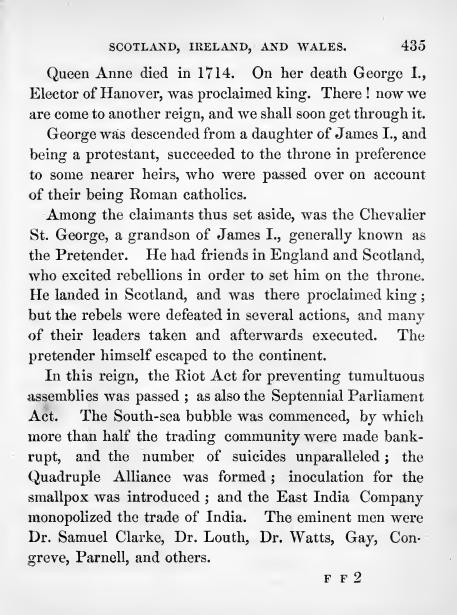 SCOTLAND, IRELAND, AND WALES. 435
Queen Anne died in 1714. On her death George I.,
Elector of Hanover, was proclaimed king. There ! now we
are come to another reign, and we shall soon get through it.
George was descended from a daughter of James I., and
being a protestant, succeeded to the throne in preference
to some nearer heirs, who were passed over on account
of their being Roman catholics.
Among the claimants thus set aside, was the Chevalier
St. George, a grandson of James I., generally known as
the Pretender. He had friends in England and Scotland,
who excited rebellions in order to set him on the throne.
He landed in Scotland, and was there proclaimed king ;
but the rebels were defeated in several actions, and many
of their leaders taken and afterwards executed. The
pretender himself escaped to the continent.
In this reign, the Riot Act for preventing tumultuous
assemblies was passed ; as also the Septennial Parliament
Act. The South-sea bubble was commenced, by which
more than half the trading community were made bank-
rupt, and the number of suicides unparalleled ; the
Quadruple Alliance was formed ; inoculation for the
smallpox was introduced ; and the East India Company
monopolized the trade of India. The eminent men were
Dr. Samuel Clarke, Dr. Louth, Dr. Watts, Gay, Con-
greve, Parnell, and others.
F F 2